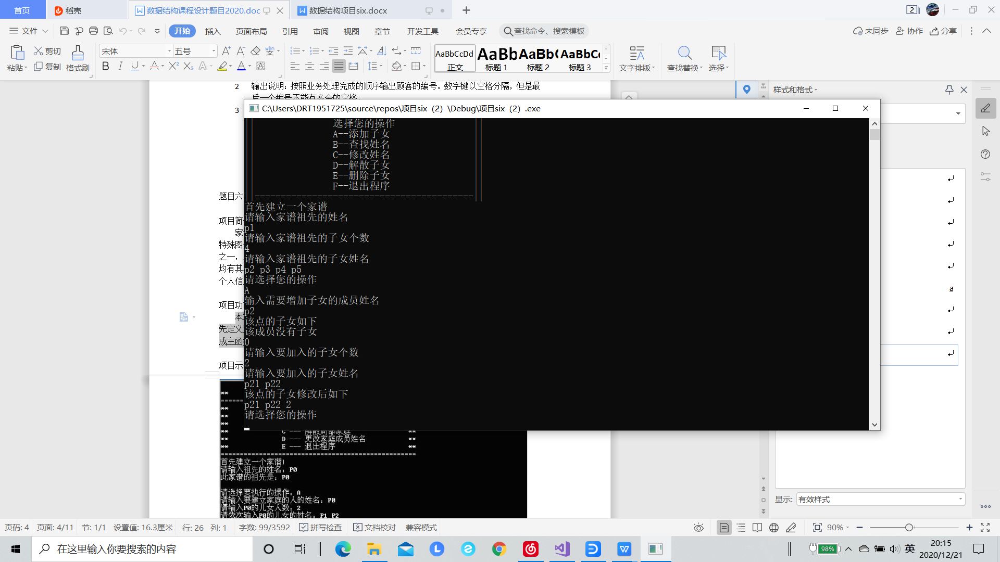 首页
稻壳
数据结构课程设计题目2020.doc
数据结构项目six.docx
2
文件
开始
插入
页面布局
引用
审阅
视图
章节
开发工具
会员专享
查找命令、搜索模板
未同步
协作
分享
粘贴
剪切
复制
格式刷
宋体
五号
B I U
AaBbCcDd
正文
AaBb
标题 1
AaBb(
标题 2
AaBbCc
标题 3
文字排版
查找替换
选择
2 输出说明：按照业务处理完成的顺序输出顾客的编号。数字键以空格分隔，但是最
后一个编号不能有多余的空格。
3
C:\Users\DRT1951725\source\repos\项目six（2）\Debug\项目six（2）.exe
选择您的操作
A--添加子女
B--查找姓名
C--修改姓名
D--解散子女
E--删除子女
F--退出程序
首先建立一个家谱
请输入家谱祖先的姓名
p1
请输入家谱祖先的子女个数
4
请输入家谱祖先的子女姓名
p2 p3 p4 p5
请选择您的操作
A
输入需要增加子女的成员姓名
p2
该点的子女如下
该成员没有子女
0
请输入要加入的子女个数
2
请输入要加入的子女姓名
p21 p22
该点的子女修改后如下
p21 p22 2
请选择您的操作
题目六
项目简
家
特殊图
之一，
均有其
个人信
项目功
本
先定义
成主函
项目示
** C --- 解散局部家庭 **
** D --- 更改家庭成员姓名 **
** E --- 退出程序 **
首先建立一个家谱！
请输入祖先的姓名：P0
此家谱的祖先是：P0
请选择要执行的操作：A
请输入要建立家庭的人的姓名：P0
请输入P0的儿女人数：2
请依次输入P0的儿女的姓名：P1 P2
样式和格式
a
显示:
有效样式
页码: 4
页面: 4/11
节: 1/1
设置值: 16.3厘米
行: 26
列: 1
字数: 99/3592
拼写检查
文档校对
兼容模式
90%
在这里输入你要搜索的内容
98%
英
20:15
2020/12/21